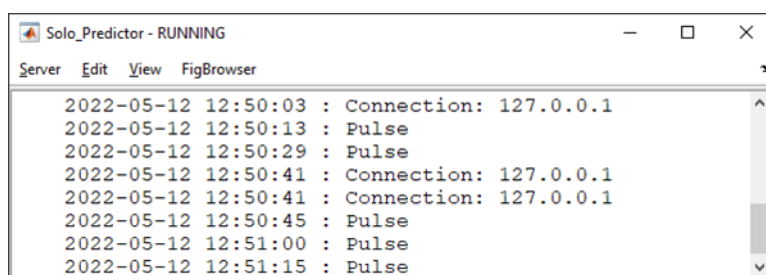 Solo_Predictor - RUNNING
Server Edit View FigBrowser
2022-05-12 12:50:03 : Connection: 127.0.0.1
2022-05-12 12:50:13 : Pulse
2022-05-12 12:50:29 : Pulse
2022-05-12 12:50:41 : Connection: 127.0.0.1
2022-05-12 12:50:41 : Connection: 127.0.0.1
2022-05-12 12:50:45 : Pulse
2022-05-12 12:51:00 : Pulse
2022-05-12 12:51:15 : Pulse